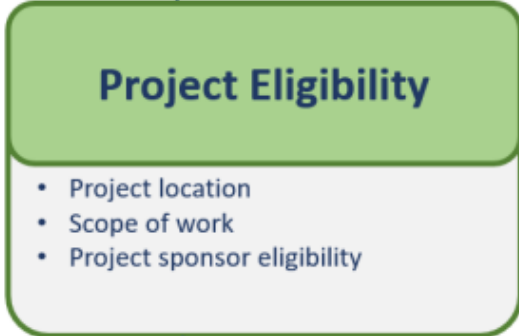 Project Eligibility
• Project location
• Scope of work
• Project sponsor eligibility